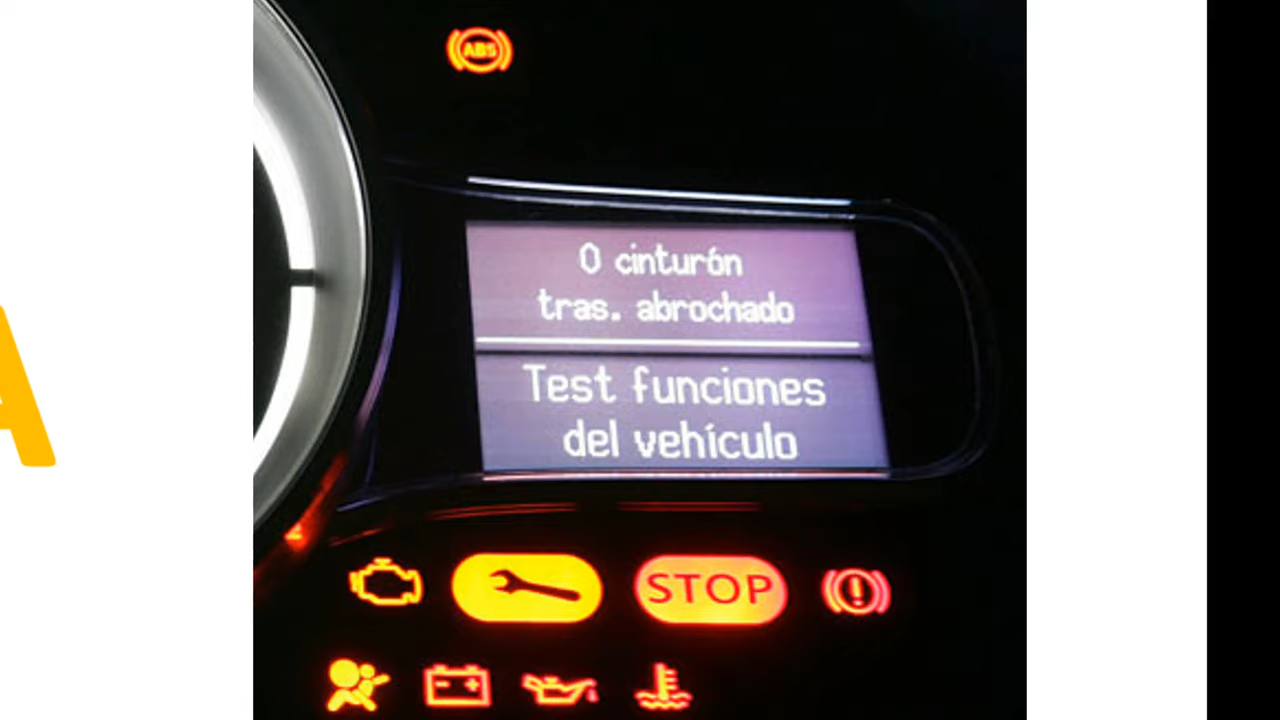 ABS
0 cinturón
tras. abrochado
Test funciones
del vehículo
STOP
A